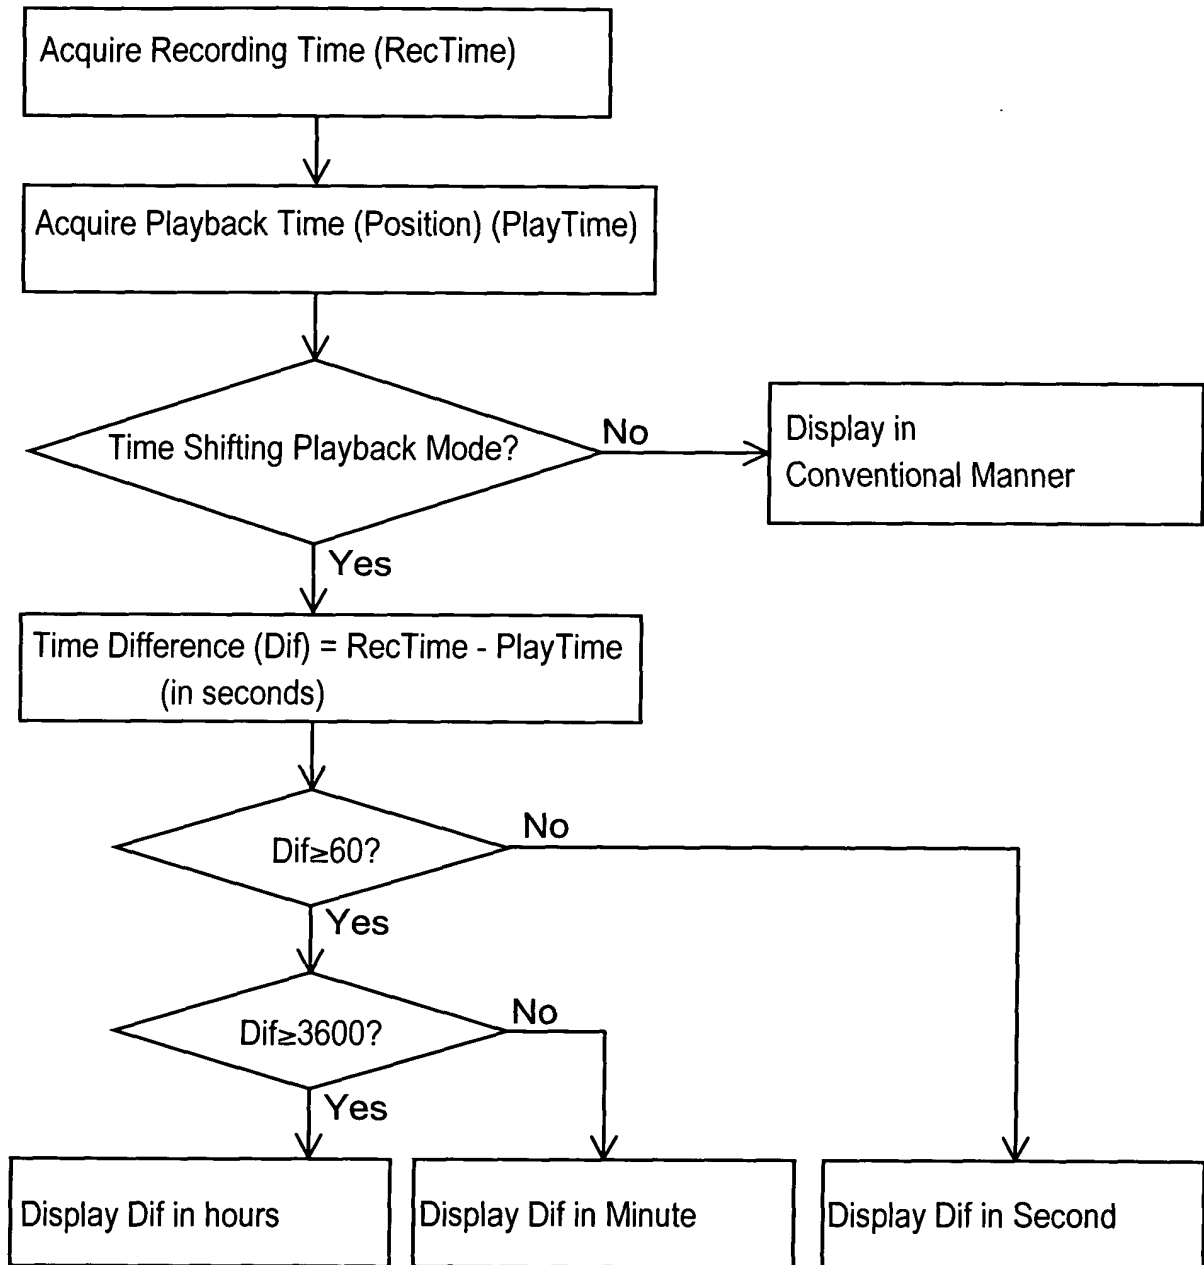 Acquire Recording Time (RecTime)
Acquire Playback Time (Position) (PlayTime)
Time Shifting Playback Mode?
No
Display in
Conventional Manner
Yes
Time Difference (Dif) = RecTime - PlayTime
(in seconds)
Dif≥60?
No
Yes
Dif≥3600?
No
Yes
Display Dif in hours
Display Dif in Minute
Display Dif in Second